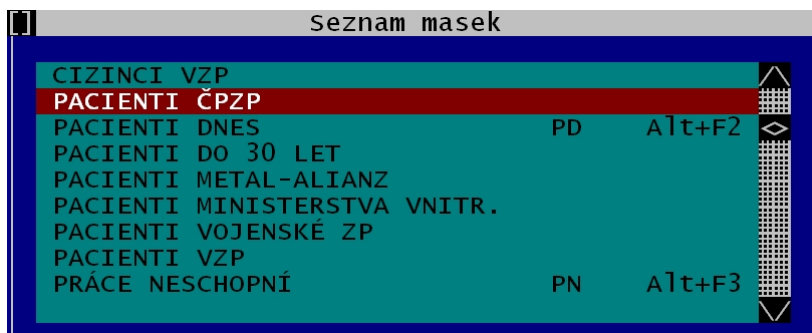 Seznam masek
CIZINCI VZP
PACIENTI ČPZP
PACIENTI DNES PD Alt+F2
PACIENTI DO 30 LET
PACIENTI METAL-ALIANZ
PACIENTI MINISTERSTVA VNITR.
PACIENTI VOJENSKÉ ZP
PACIENTI VZP
PRÁCE NESCHOPNÍ PN Alt+F3